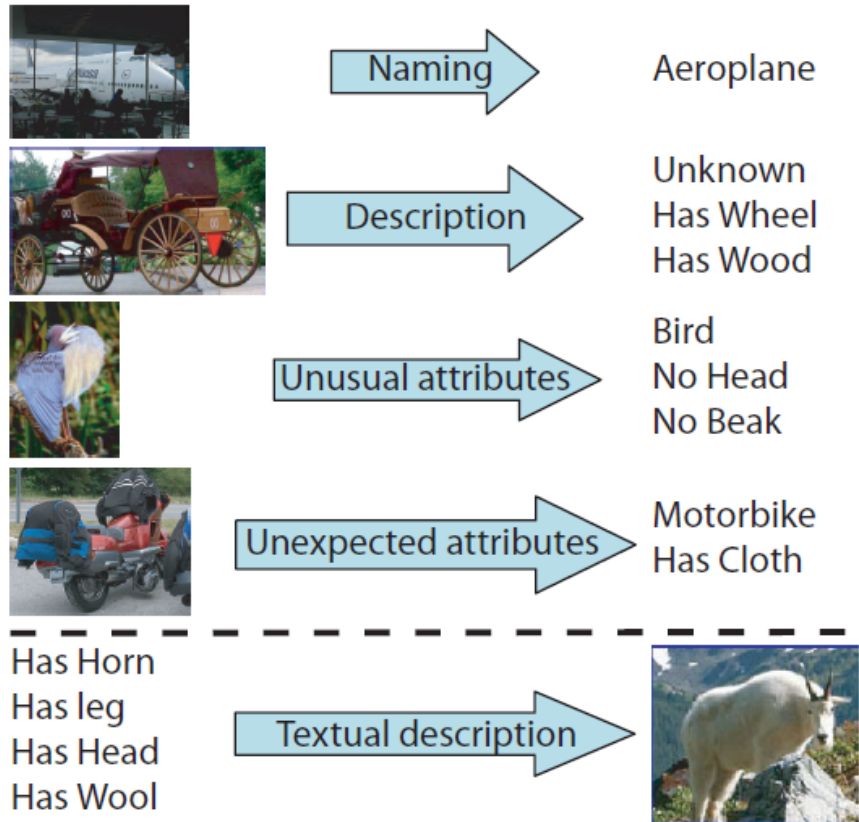 Naming
Aeroplane
Description
Unknown
Has Wheel
Has Wood
Unusual attributes
Bird
No Head
No Beak
Unexpected attributes
Motorbike
Has Cloth
Has Horn
Has leg
Has Head
Has Wool
Textual description